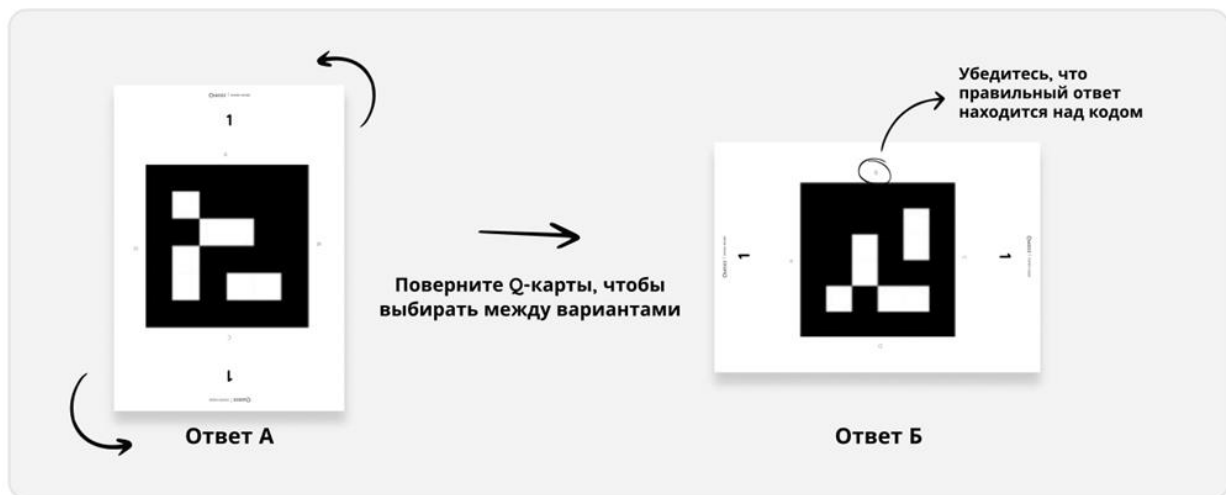 1
Ответ А
1
Поверните Q-карты, чтобы
выбирать между вариантами
Убедитесь, что
правильный ответ
находится над кодом
1
1
Ответ Б